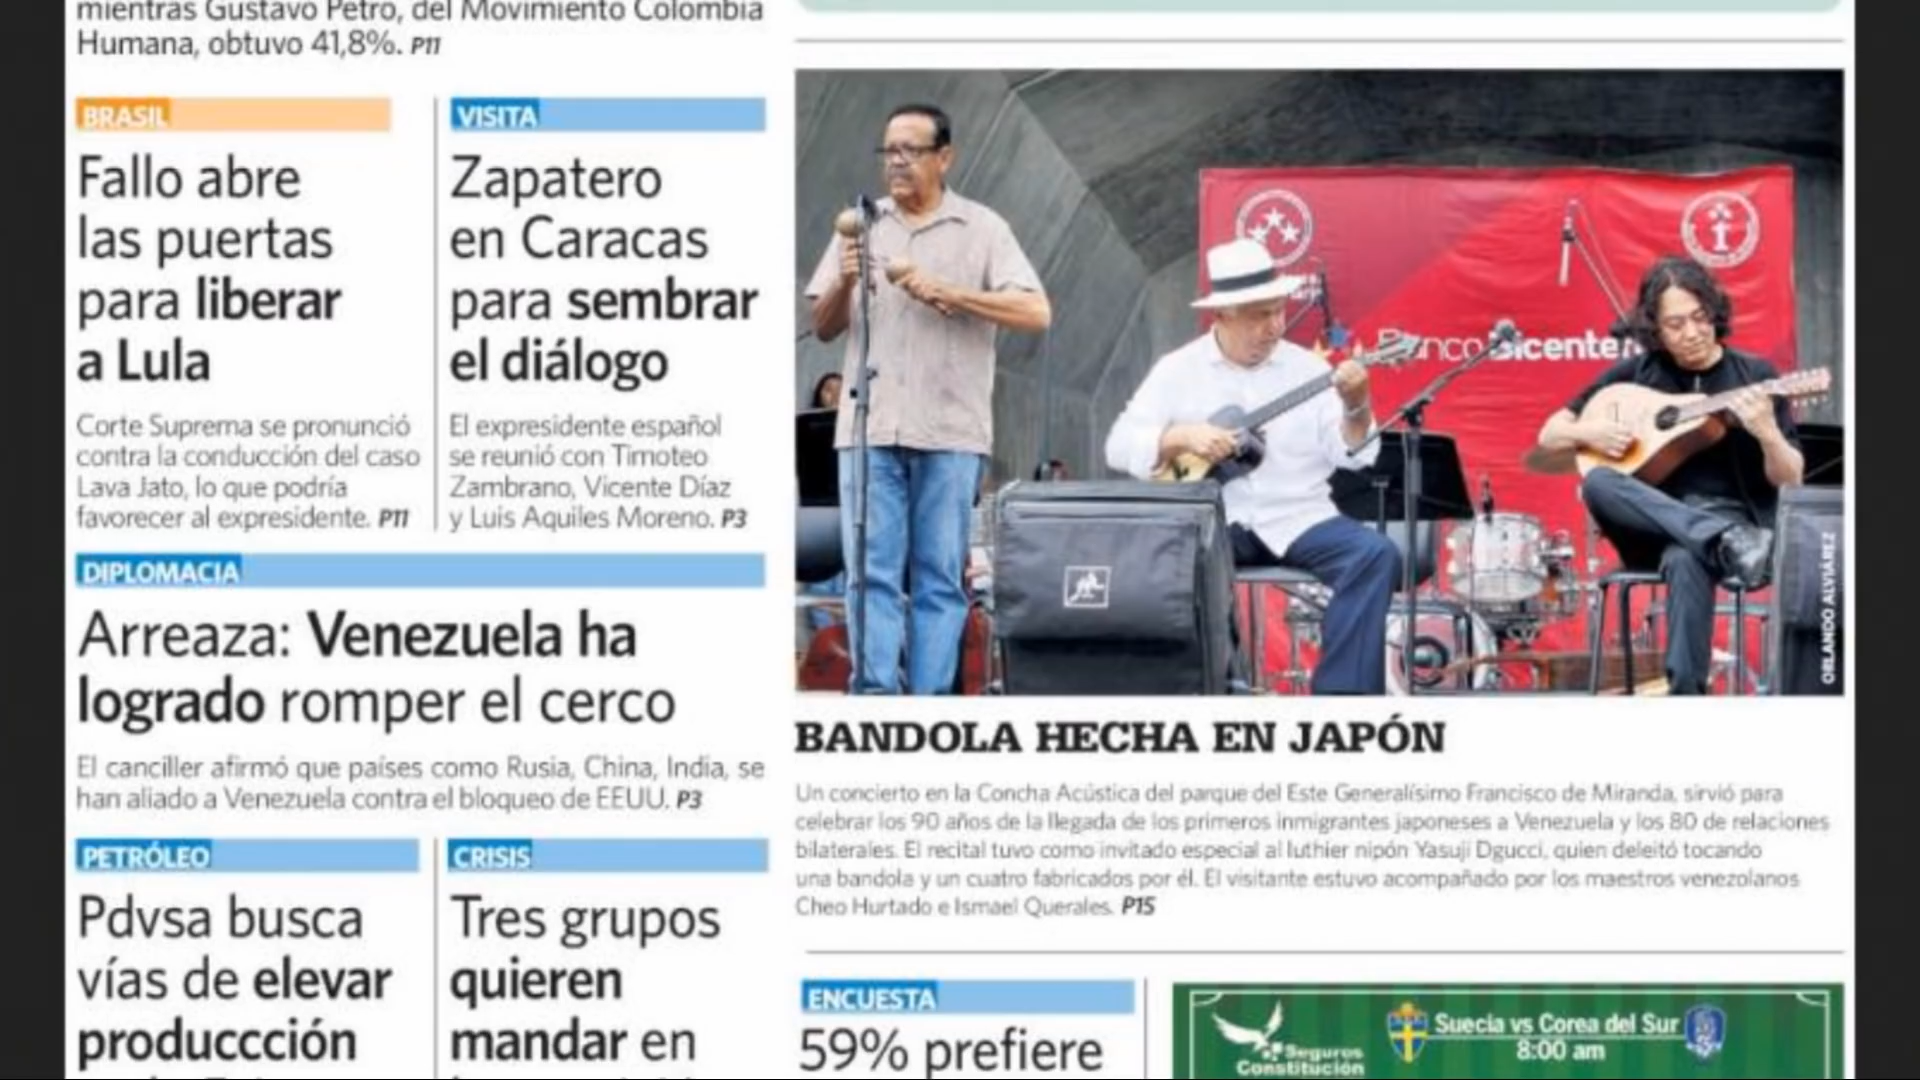 mientras Gustavo Petro, del Movimiento Colombia
Humana, obtuvo 41,8%. P11
BRASIL
Fallo abre
las puertas
para liberar
a Lula
Corte Suprema se pronunció
contra la conducción del caso
Lava Jato, lo que podría
favorecer al expresidente. P11
VISITA
Zapatero
en Caracas
para sembrar
el diálogo
El expresidente español
se reunió con Timoteo
Zambrano, Vicente Díaz
y Luis Aquiles Moreno. P3
DIPLOMACIA
Arreaza: Venezuela ha
logrado romper el cerco
El canciller afirmó que países como Rusia, China, India, se
han aliado a Venezuela contra el bloqueo de EEUU. P3
PETRÓLEO
Pdvsa busca
vías de elevar
produccción
CRISIS
Tres grupos
quieren
mandar en
Banco Bicente
ORLANDO ALVIÁREZ
BANDOLA HECHA EN JAPÓN
Un concierto en la Concha Acústica del parque del Este Generalísimo Francisco de Miranda, sirvió para
celebrar los 90 años de la llegada de los primeros inmigrantes japoneses a Venezuela y los 80 de relaciones
bilaterales. El recital tuvo como invitado especial al luthier nipón Yasuji Dgucci, quien deleitó tocando
una bandola y un cuatro fabricados por él. El visitante estuvo acompañado por los maestros venezolanos
Cheo Hurtado e Ismael Querales. P15
ENCUESTA
59% prefiere
Seguros
Constitución
Suecia vs Corea del Sur
8:00 am